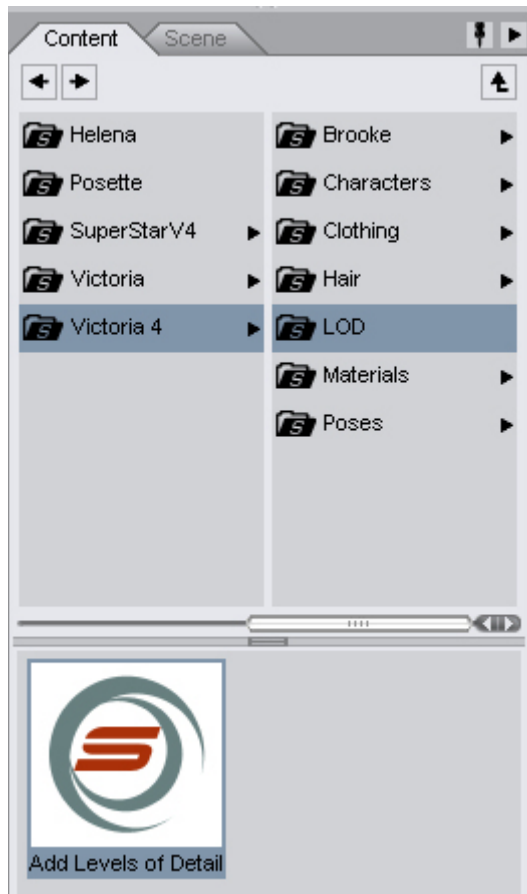 Content
Scene
Helena
Posette
SuperStarV4
Victoria
Victoria 4
Brooke
Characters
Clothing
Hair
LOD
Materials
Poses
Add Levels of Detail